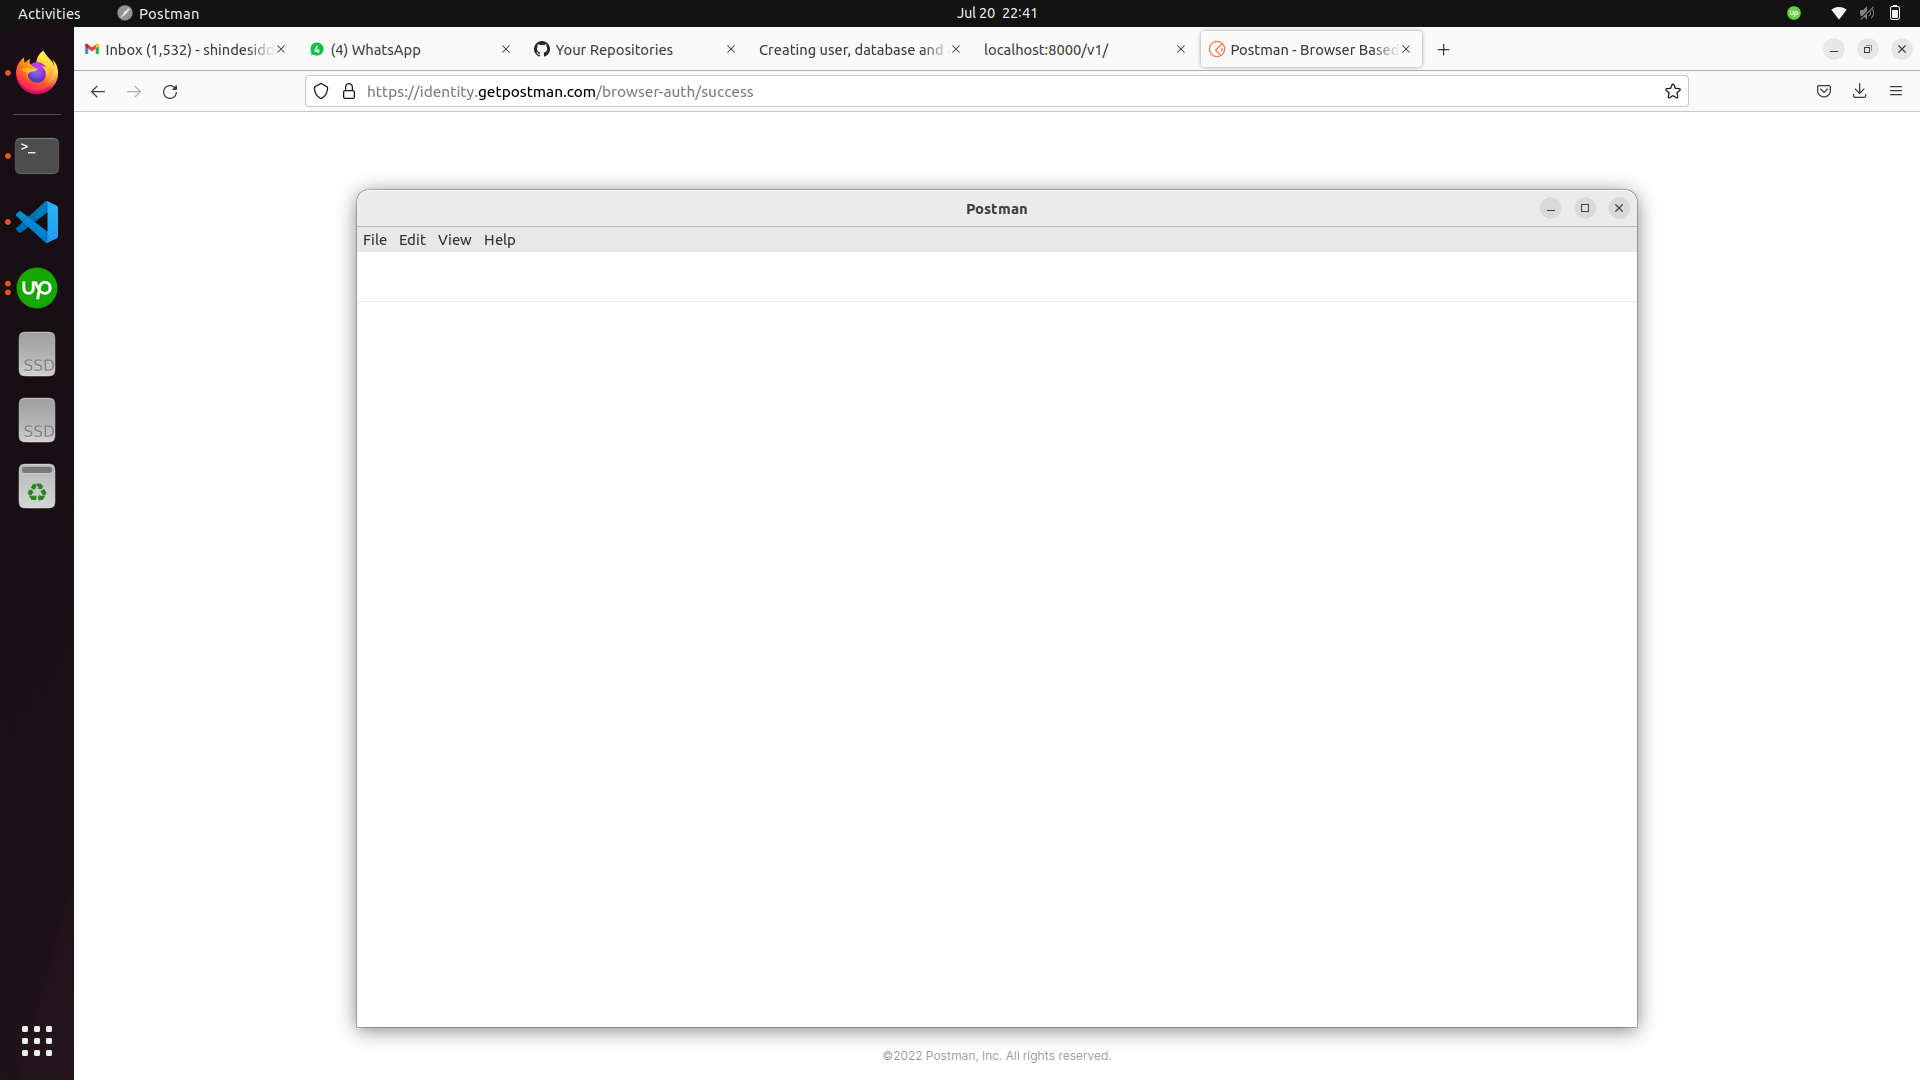 Activities
Postman
Jul 20 22:41
Inbox (1,532) - shindesidd
(4) WhatsApp
Your Repositories
Creating user, database and
localhost:8000/v1/
Postman - Browser Based
https://identity.getpostman.com/browser-auth/success
>_
up
SSD
SSD
Postman
File Edit View Help
©2022 Postman, Inc. All rights reserved.